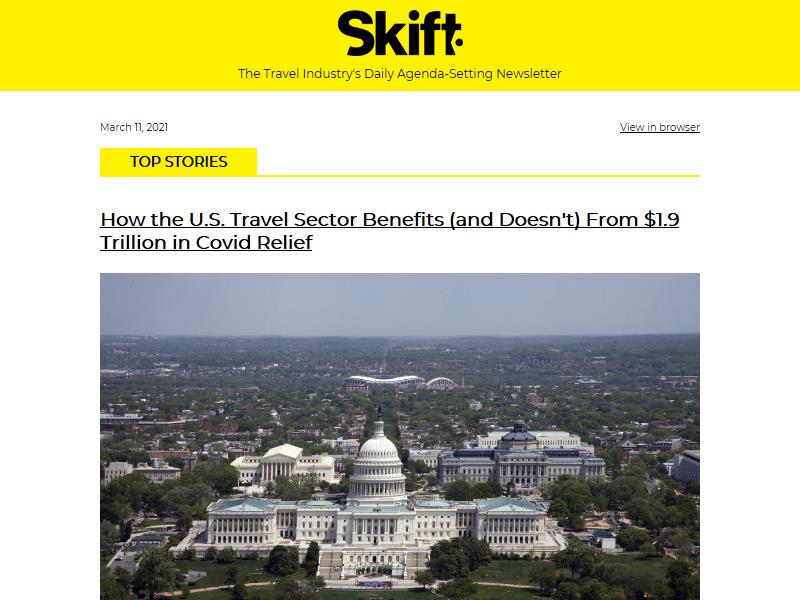 Skift
The Travel Industry's Daily Agenda-Setting Newsletter
March 11, 2021
View in browser
TOP STORIES
How the U.S. Travel Sector Benefits (and Doesn't) From $1.9
Trillion in Covid Relief